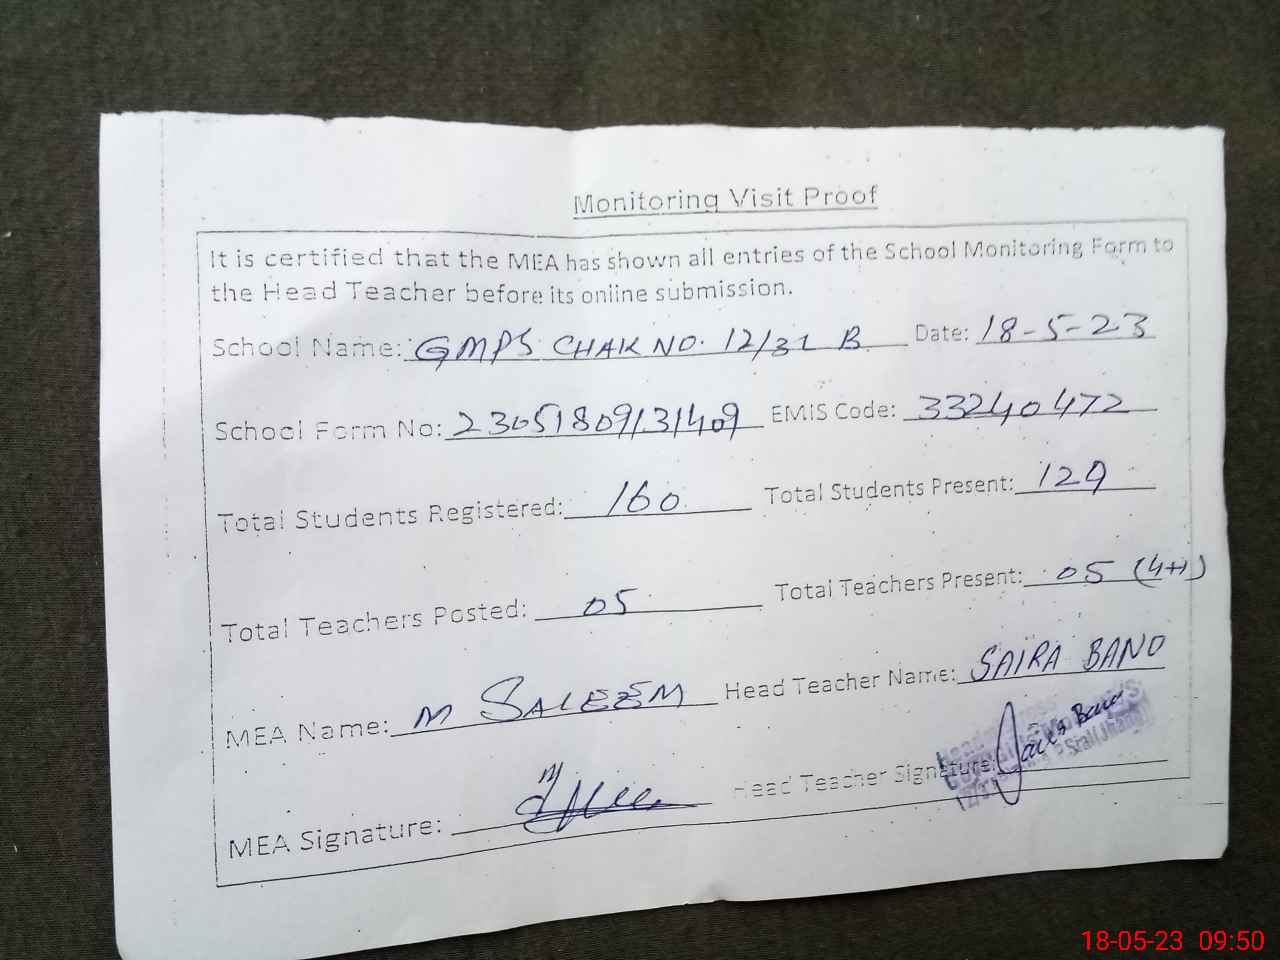 Monitoring Visit Proof
It is certified that the MEA has shown all entries of the School Monitoring Form to
the Head Teacher before its online submission.
School Name: GMPS CHAK NO. 12/31 B Date: 18-5-23
School Form No: 23051809131409 EMIS Code: 33240472
Total Students Registered: 160 Total Students Present: 129
Total Teachers Posted: 05 Total Teachers Present: 05 (4+1)
MEA Name: M SALEEM Head Teacher Name: SAIRA BANO
MEA Signature: Head Teacher Signature: Saira Bano
18-05-23 09:50